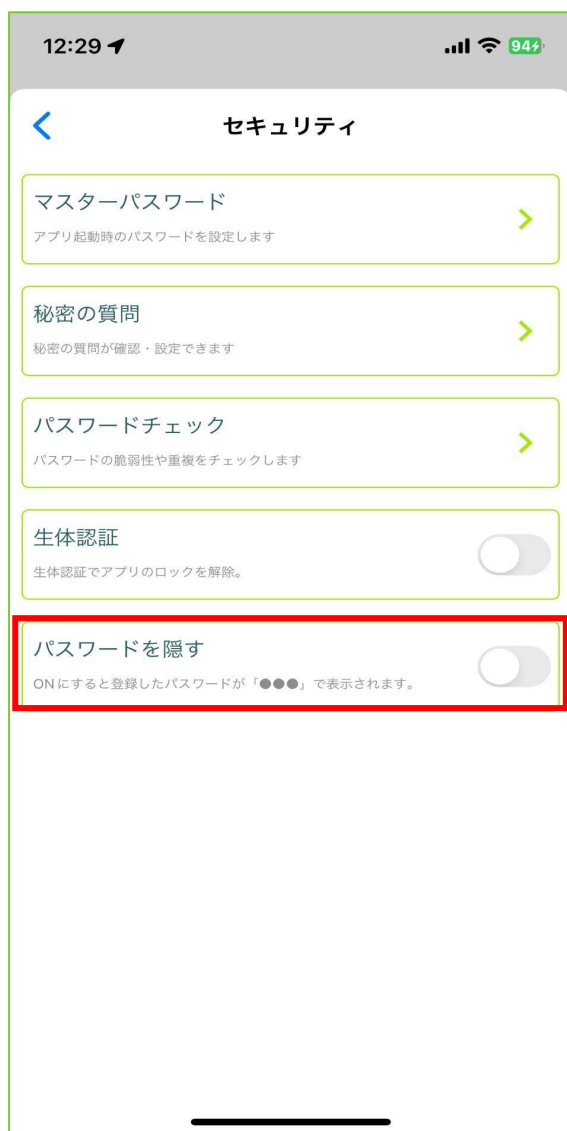 12:29
94
セキュリティ
マスターパスワード
アプリ起動時のパスワードを設定します
秘密の質問
秘密の質問が確認・設定できます
パスワードチェック
パスワードの脆弱性や重複をチェックします
生体認証
生体認証でアプリのロックを解除。
パスワードを隠す
ONにすると登録したパスワードが「●●●」で表示されます。